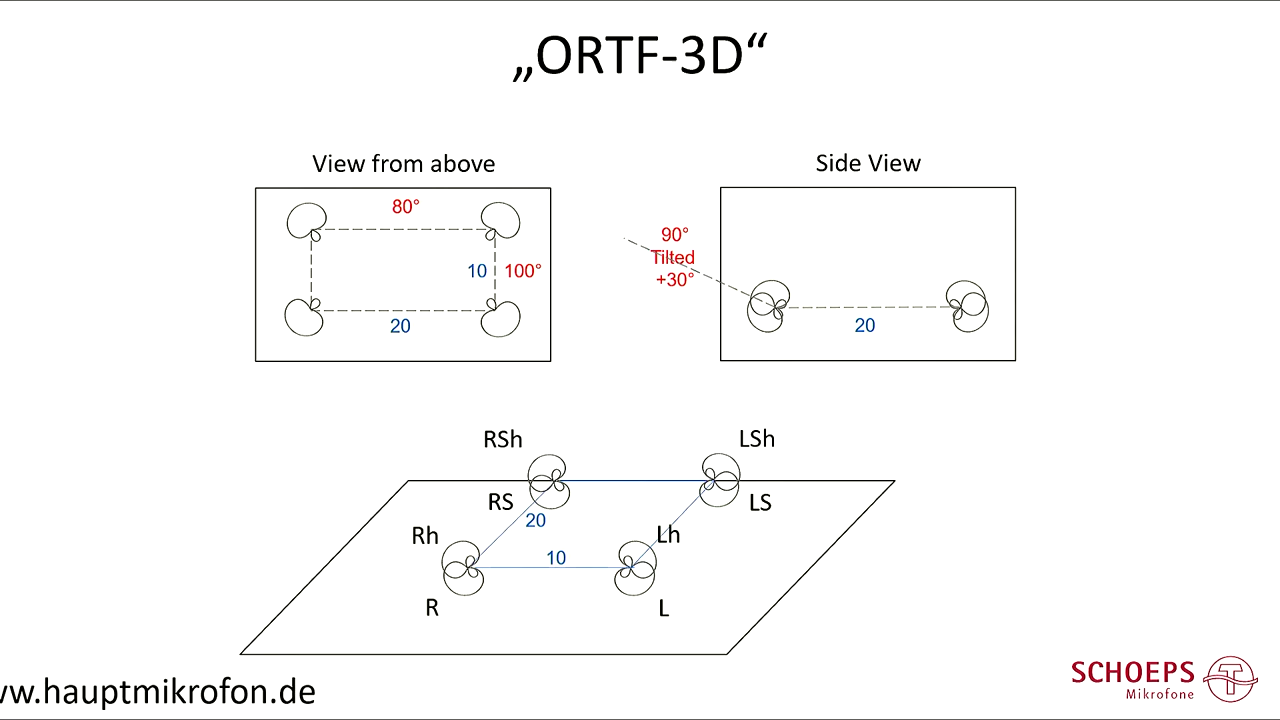 „ORTF-3D“
View from above
Side View
80°
10
100°
20
90°
Tilted
+30°
20
RSh
LSh
RS
LS
20
Rh
Lh
10
R
L
w.hauptmikrofon.de
SCHOEPS
Mikrofone